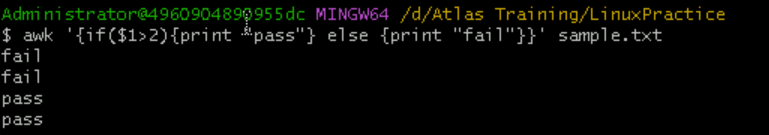 Administrator@4960904890955dc MINGW64 /d/Atlas Training/LinuxPractice
$ awk '{if($1>2){print "pass"} else {print "fail"}}' sample.txt
fail
fail
pass
pass